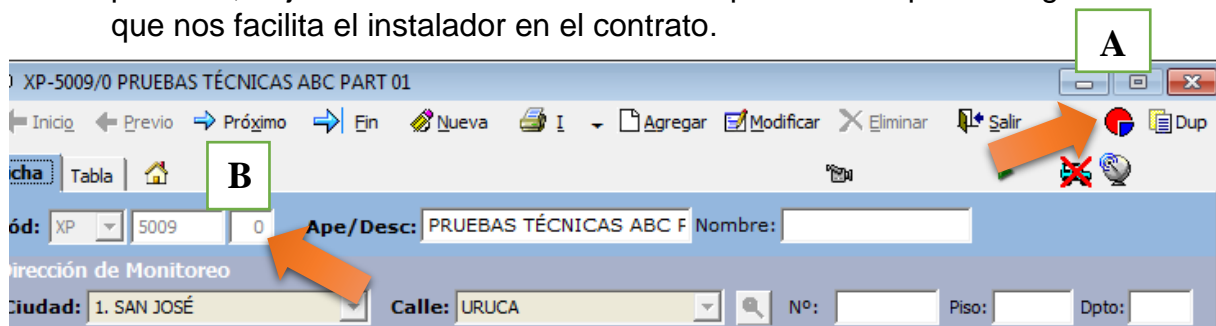 que nos facilita el instalador en el contrato.
A
XP-5009/0 PRUEBAS TÉCNICAS ABC PART 01
Inicio Previo Próximo Fin Nueva I Agregar Modificar Eliminar Salir Dup
icha Tabla
B
ód: XP 5009 0 Ape/Desc: PRUEBAS TÉCNICAS ABC F Nombre:
Dirección de Monitoreo
Ciudad: 1. SAN JOSÉ Calle: URUCA Nº: Piso: Dpto: